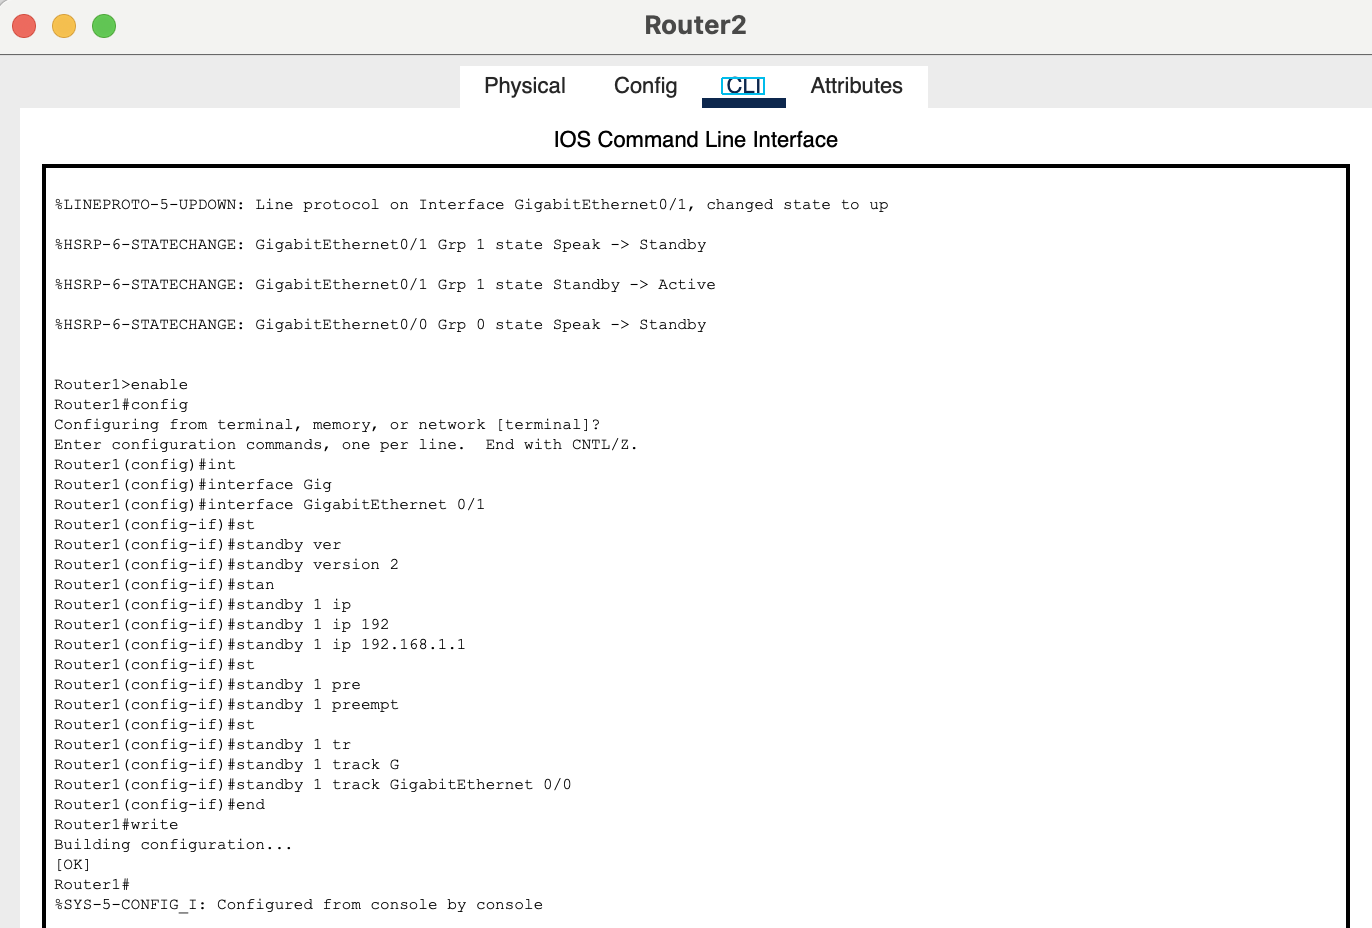 Router2
Physical Config CLI Attributes
IOS Command Line Interface
%LINEPROTO-5-UPDOWN: Line protocol on Interface GigabitEthernet0/1, changed state to up
%HSRP-6-STATECHANGE: GigabitEthernet0/1 Grp 1 state Speak -> Standby
%HSRP-6-STATECHANGE: GigabitEthernet0/1 Grp 1 state Standby -> Active
%HSRP-6-STATECHANGE: GigabitEthernet0/0 Grp 0 state Speak -> Standby
Router1>enable
Router1#config
Configuring from terminal, memory, or network [terminal]?
Enter configuration commands, one per line.  End with CNTL/Z.
Router1(config)#int
Router1(config)#interface Gig
Router1(config)#interface GigabitEthernet 0/1
Router1(config-if)#st
Router1(config-if)#standby ver
Router1(config-if)#standby version 2
Router1(config-if)#stan
Router1(config-if)#standby 1 ip
Router1(config-if)#standby 1 ip 192
Router1(config-if)#standby 1 ip 192.168.1.1
Router1(config-if)#st
Router1(config-if)#standby 1 pre
Router1(config-if)#standby 1 preempt
Router1(config-if)#st
Router1(config-if)#standby 1 tr
Router1(config-if)#standby 1 track G
Router1(config-if)#standby 1 track GigabitEthernet 0/0
Router1(config-if)#end
Router1#write
Building configuration...
[OK]
Router1#
%SYS-5-CONFIG_I: Configured from console by console